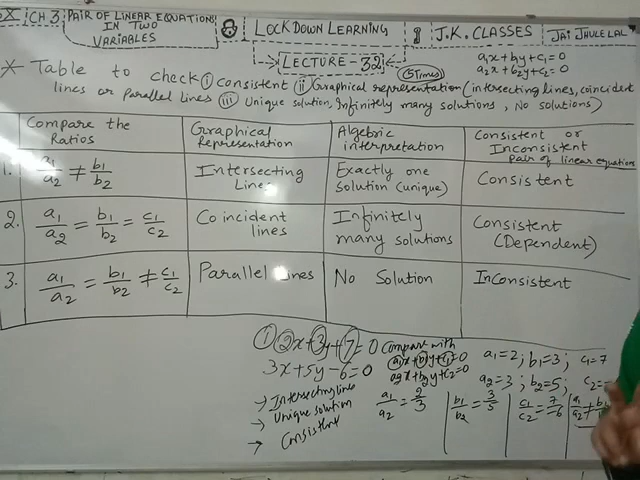 X CH 3 PAIR OF LINEAR EQUATIONS IN TWO VARIABLES
LOCKDOWN LEARNING
J.K. CLASSES
JAI JHULELAL
LECTURE - 32
a₁x + b₁y + c₁ = 0
a₂x + b₂y + c₂ = 0
* Table to check (i) Consistent (ii) Graphical representation (intersecting lines, coincident
(5 Times)
lines or Parallel lines (iii) Unique solution, Infinitely many solutions, No solutions)
Compare the Ratios | Graphical Representation | Algebric interpretation | Consistent or Inconsistent pair of linear equations
1. a₁/a₂ ≠ b₁/b₂ | Intersecting Lines | Exactly one solution (unique) | Consistent
2. a₁/a₂ = b₁/b₂ = c₁/c₂ | Coincident lines | Infinitely many solutions | Consistent (Dependent)
3. a₁/a₂ = b₁/b₂ ≠ c₁/c₂ | Parallel Lines | No Solution | InConsistent
① 2x + 3y + 7 = 0 Compare with
3x + 5y - 6 = 0
a₁x + b₁y + c₁ = 0
a₂x + b₂y + c₂ = 0
a₁ = 2; b₁ = 3; c₁ = 7
a₂ = 3; b₂ = 5; c₂ =
→ Intersecting lines
→ Unique solution
→ Consistent
a₁/a₂ = 2/3 | b₁/b₂ = 3/5 | c₁/c₂ = 7/-6 | a₁/a₂ ≠ b₁